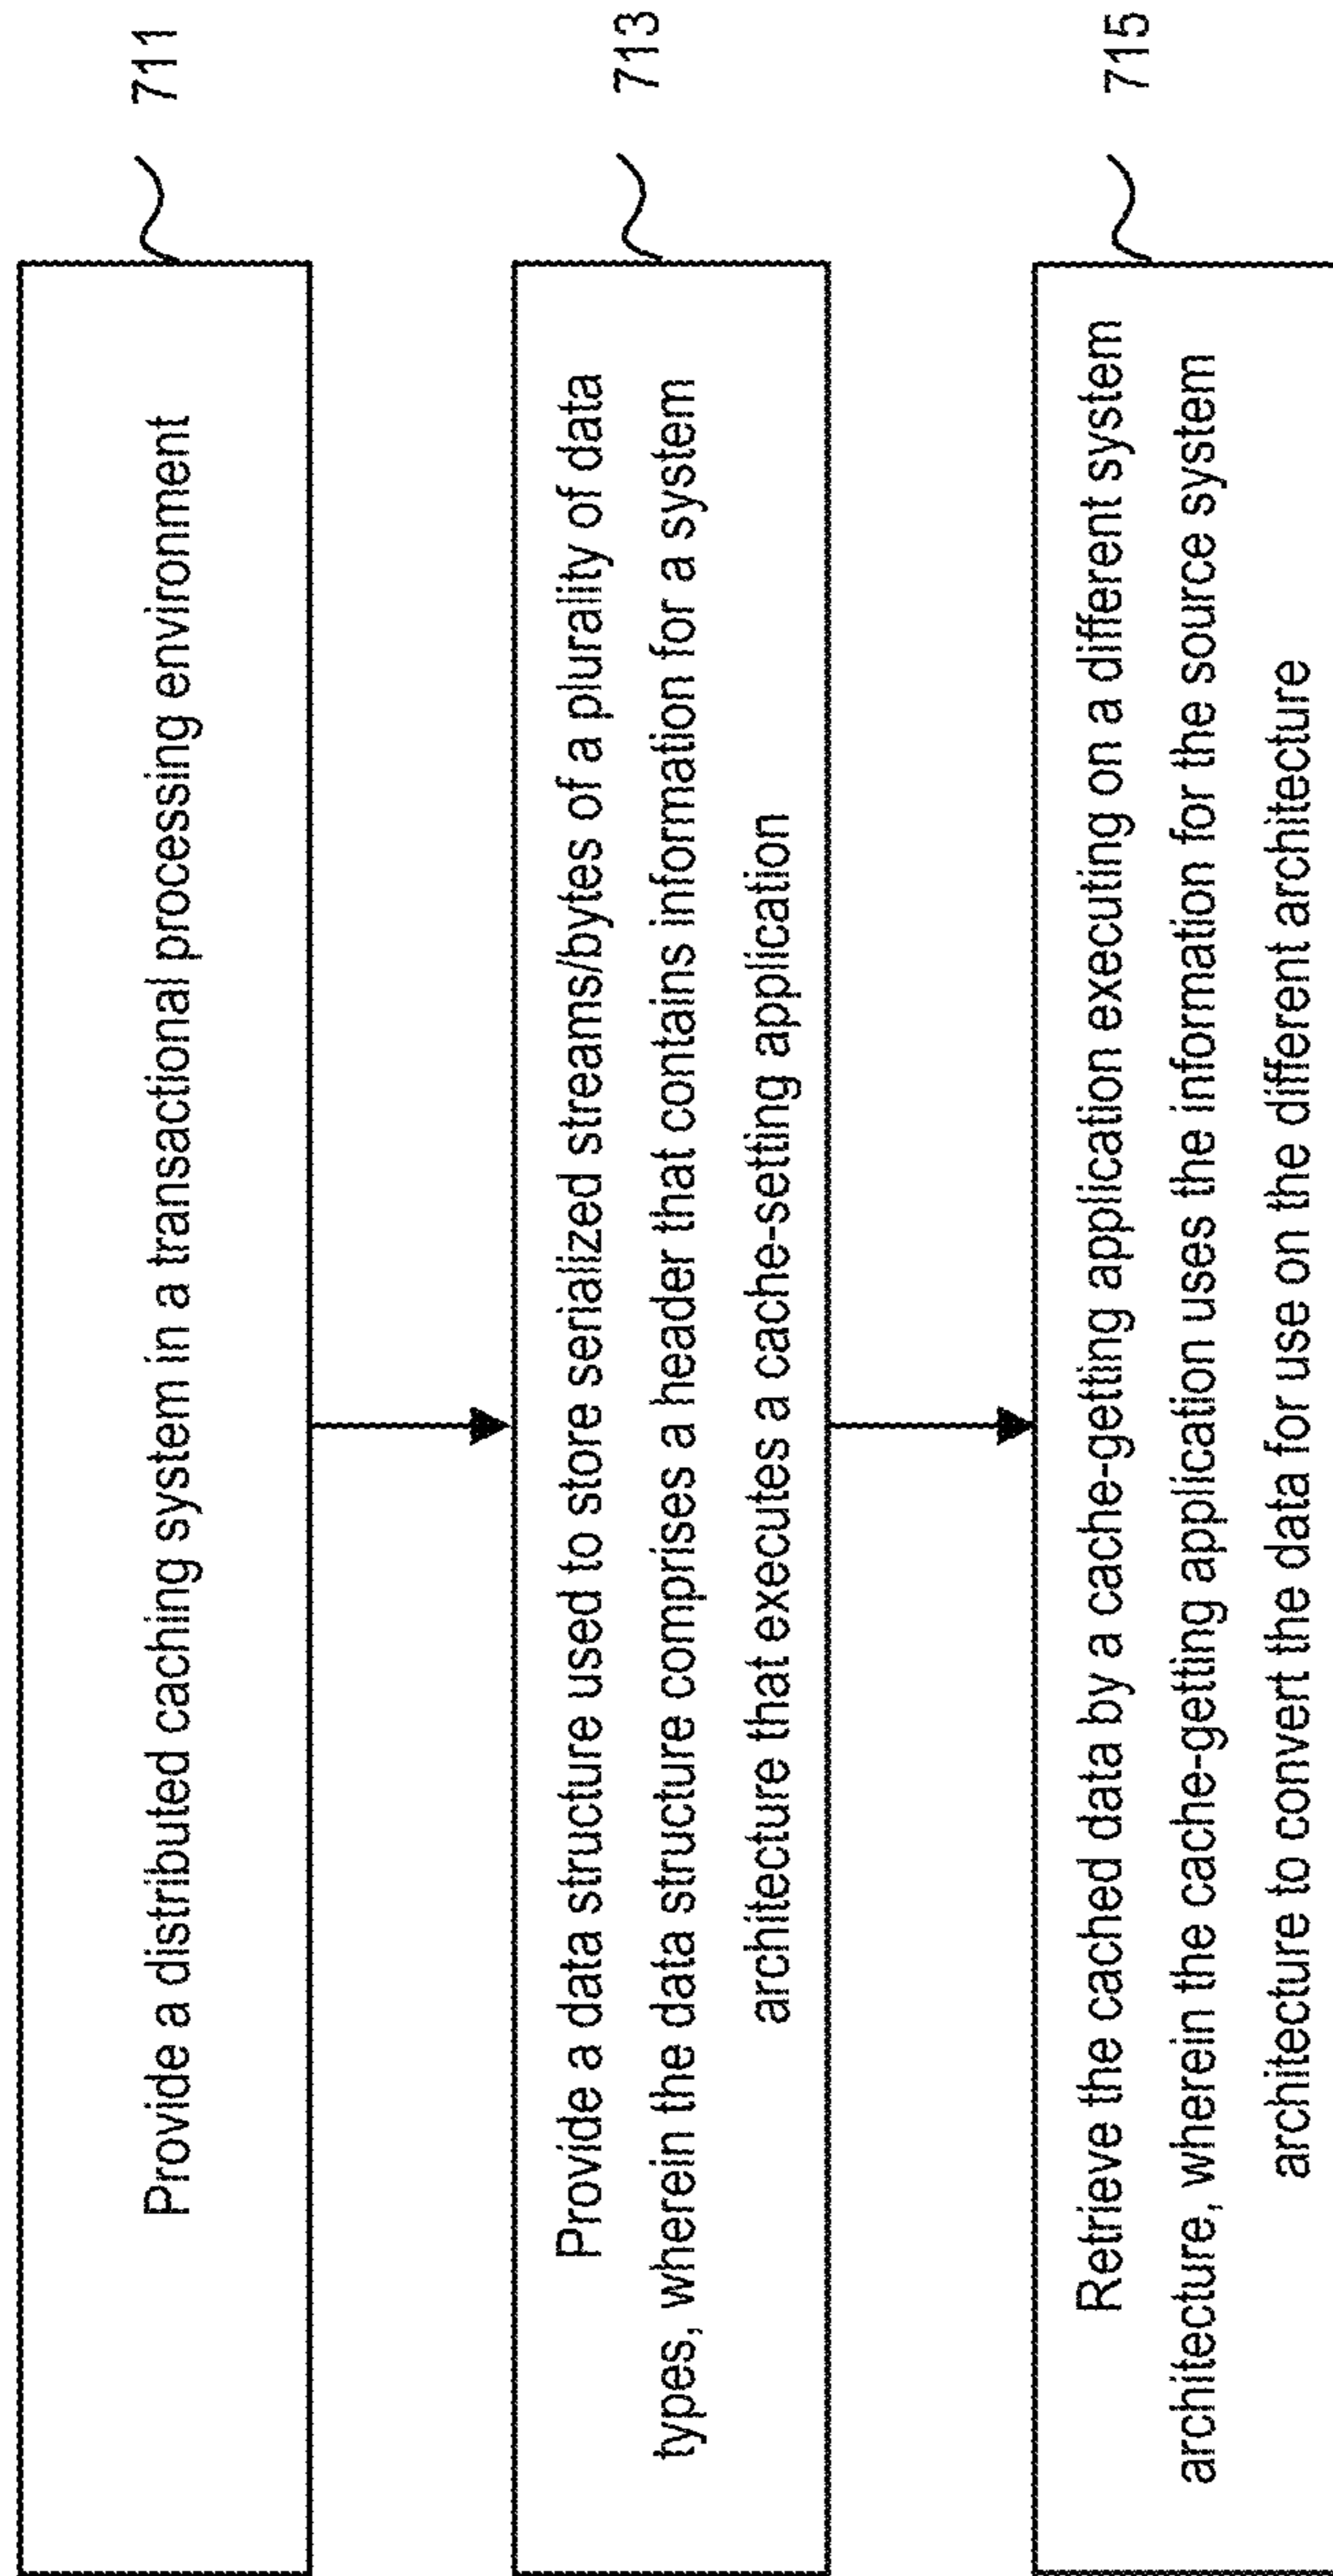 Provide a distributed caching system in a transactional processing environment
711
Provide a data structure used to store serialized streams/bytes of a plurality of data
types, wherein the data structure comprises a header that contains information for a system
architecture that executes a cache-setting application
713
Retrieve the cached data by a cache-getting application executing on a different system
architecture, wherein the cache-getting application uses the information for the source system
architecture to convert the data for use on the different architecture
715